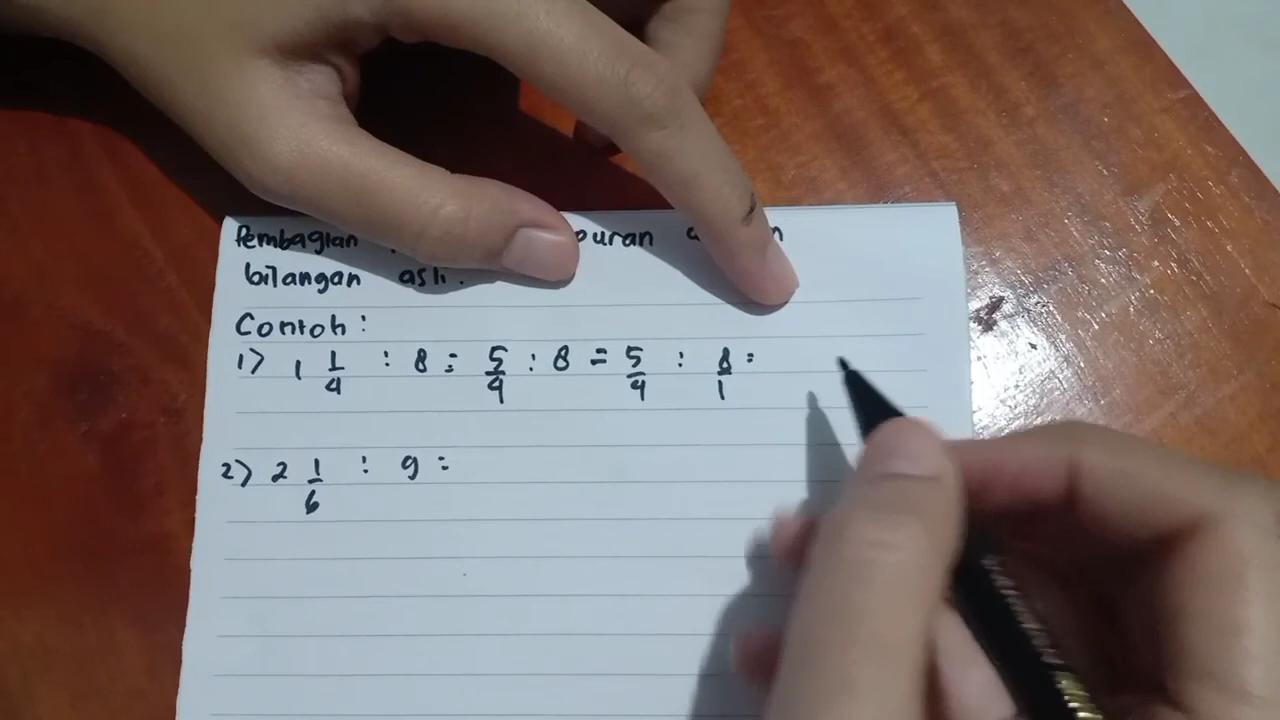 Pembagian
bilangan asli.
Contoh:
1) 1 1/4 : 8 = 5/4 : 8 = 5/4 : 8/1 =
2) 2 1/6 : 9 =